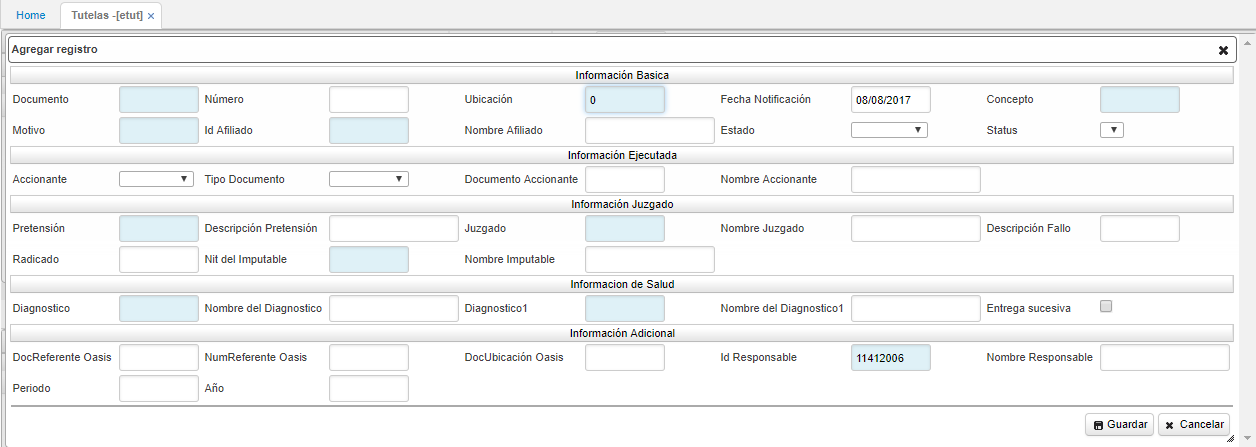 Home Tutelas -[etut] ×
Agregar registro
Información Basica
Documento Número Ubicación 0 Fecha Notificación 08/08/2017 Concepto
Motivo Id Afiliado Nombre Afiliado Estado Status
Información Ejecutada
Accionante Tipo Documento Documento Accionante Nombre Accionante
Información Juzgado
Pretensión Descripción Pretensión Juzgado Nombre Juzgado Descripción Fallo
Radicado Nit del Imputable Nombre Imputable
Informacion de Salud
Diagnostico Nombre del Diagnostico Diagnostico1 Nombre del Diagnostico1 Entrega sucesiva
Información Adicional
DocReferente Oasis NumReferente Oasis DocUbicación Oasis Id Responsable 11412006 Nombre Responsable
Periodo Año
Guardar Cancelar